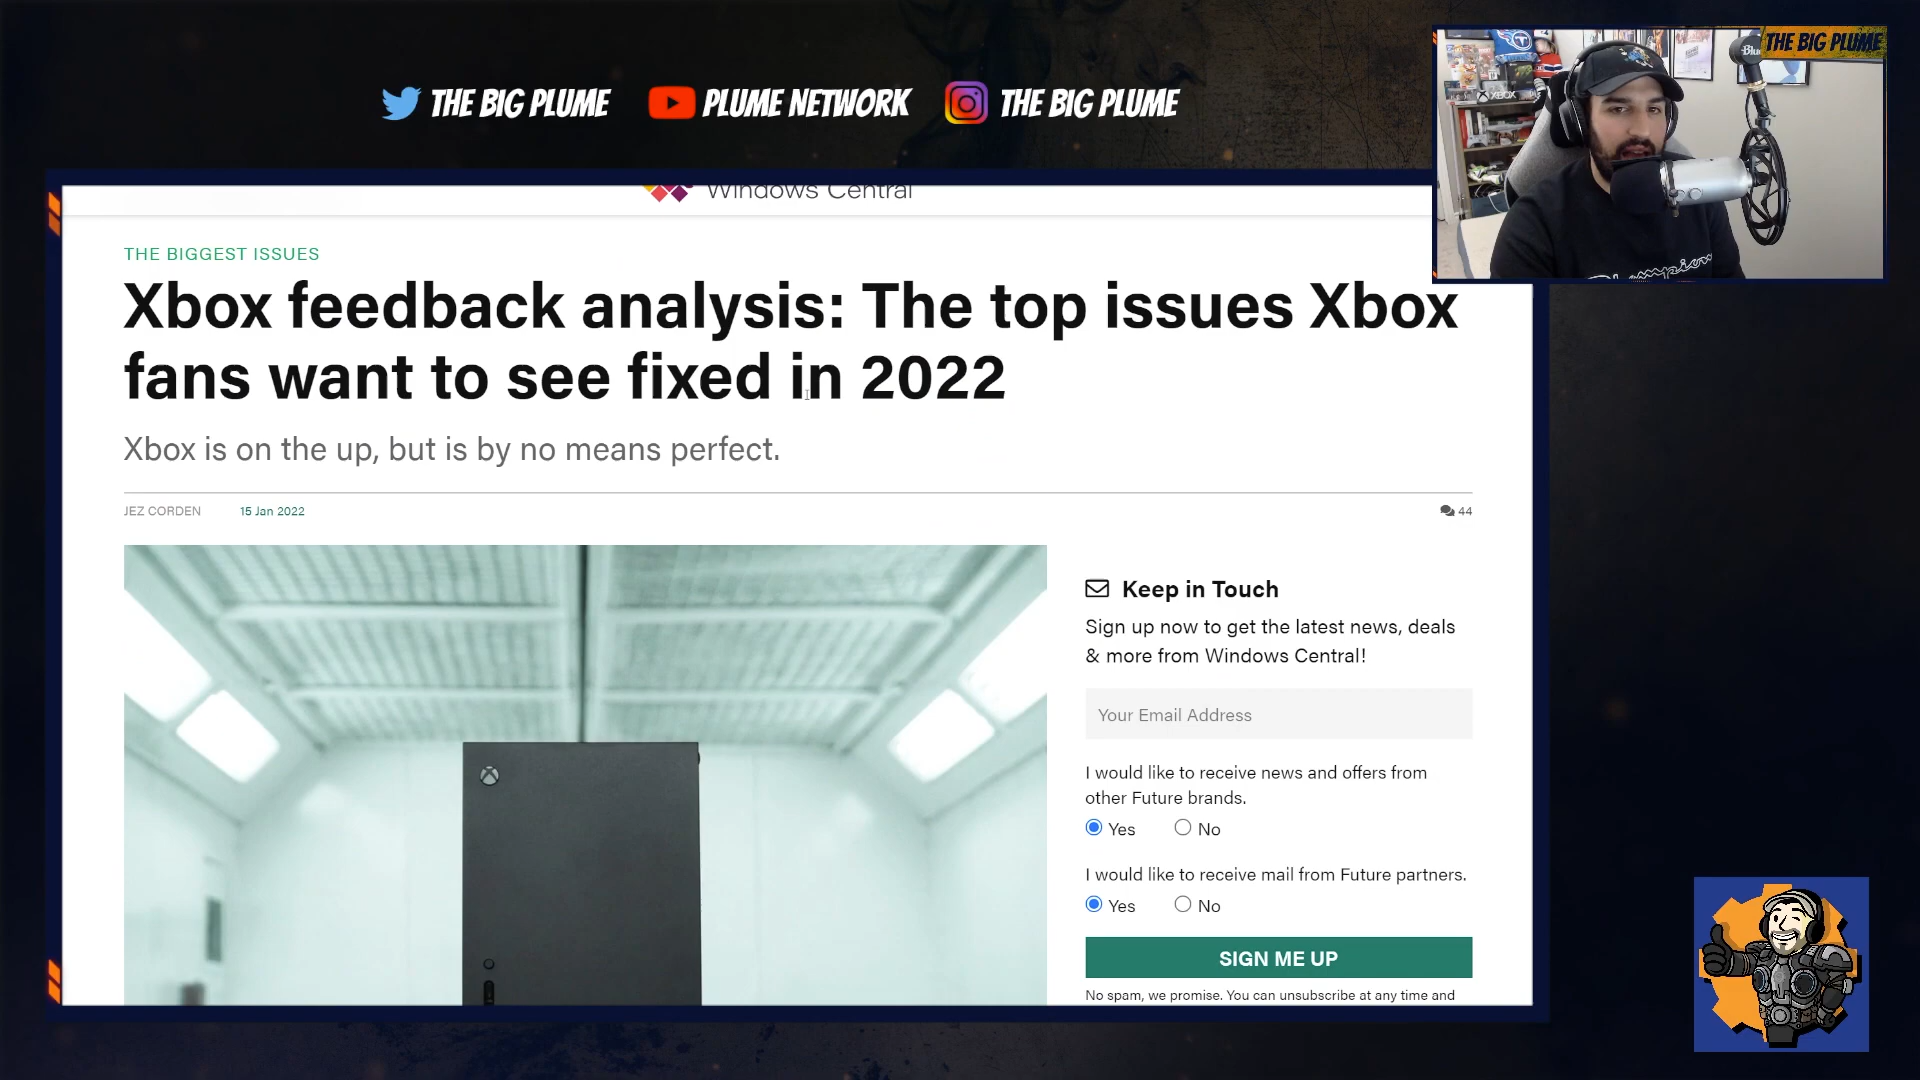 THE BIG PLUME
PLUME NETWORK
THE BIG PLUME
THE BIG PLUME
XBOX
Champion
Windows Central
THE BIGGEST ISSUES
Xbox feedback analysis: The top issues Xbox
fans want to see fixed in 2022
Xbox is on the up, but is by no means perfect.
JEZ CORDEN 15 Jan 2022
44
Keep in Touch
Sign up now to get the latest news, deals
& more from Windows Central!
Your Email Address
I would like to receive news and offers from
other Future brands.
Yes No
I would like to receive mail from Future partners.
Yes No
SIGN ME UP
No spam, we promise. You can unsubscribe at any time and